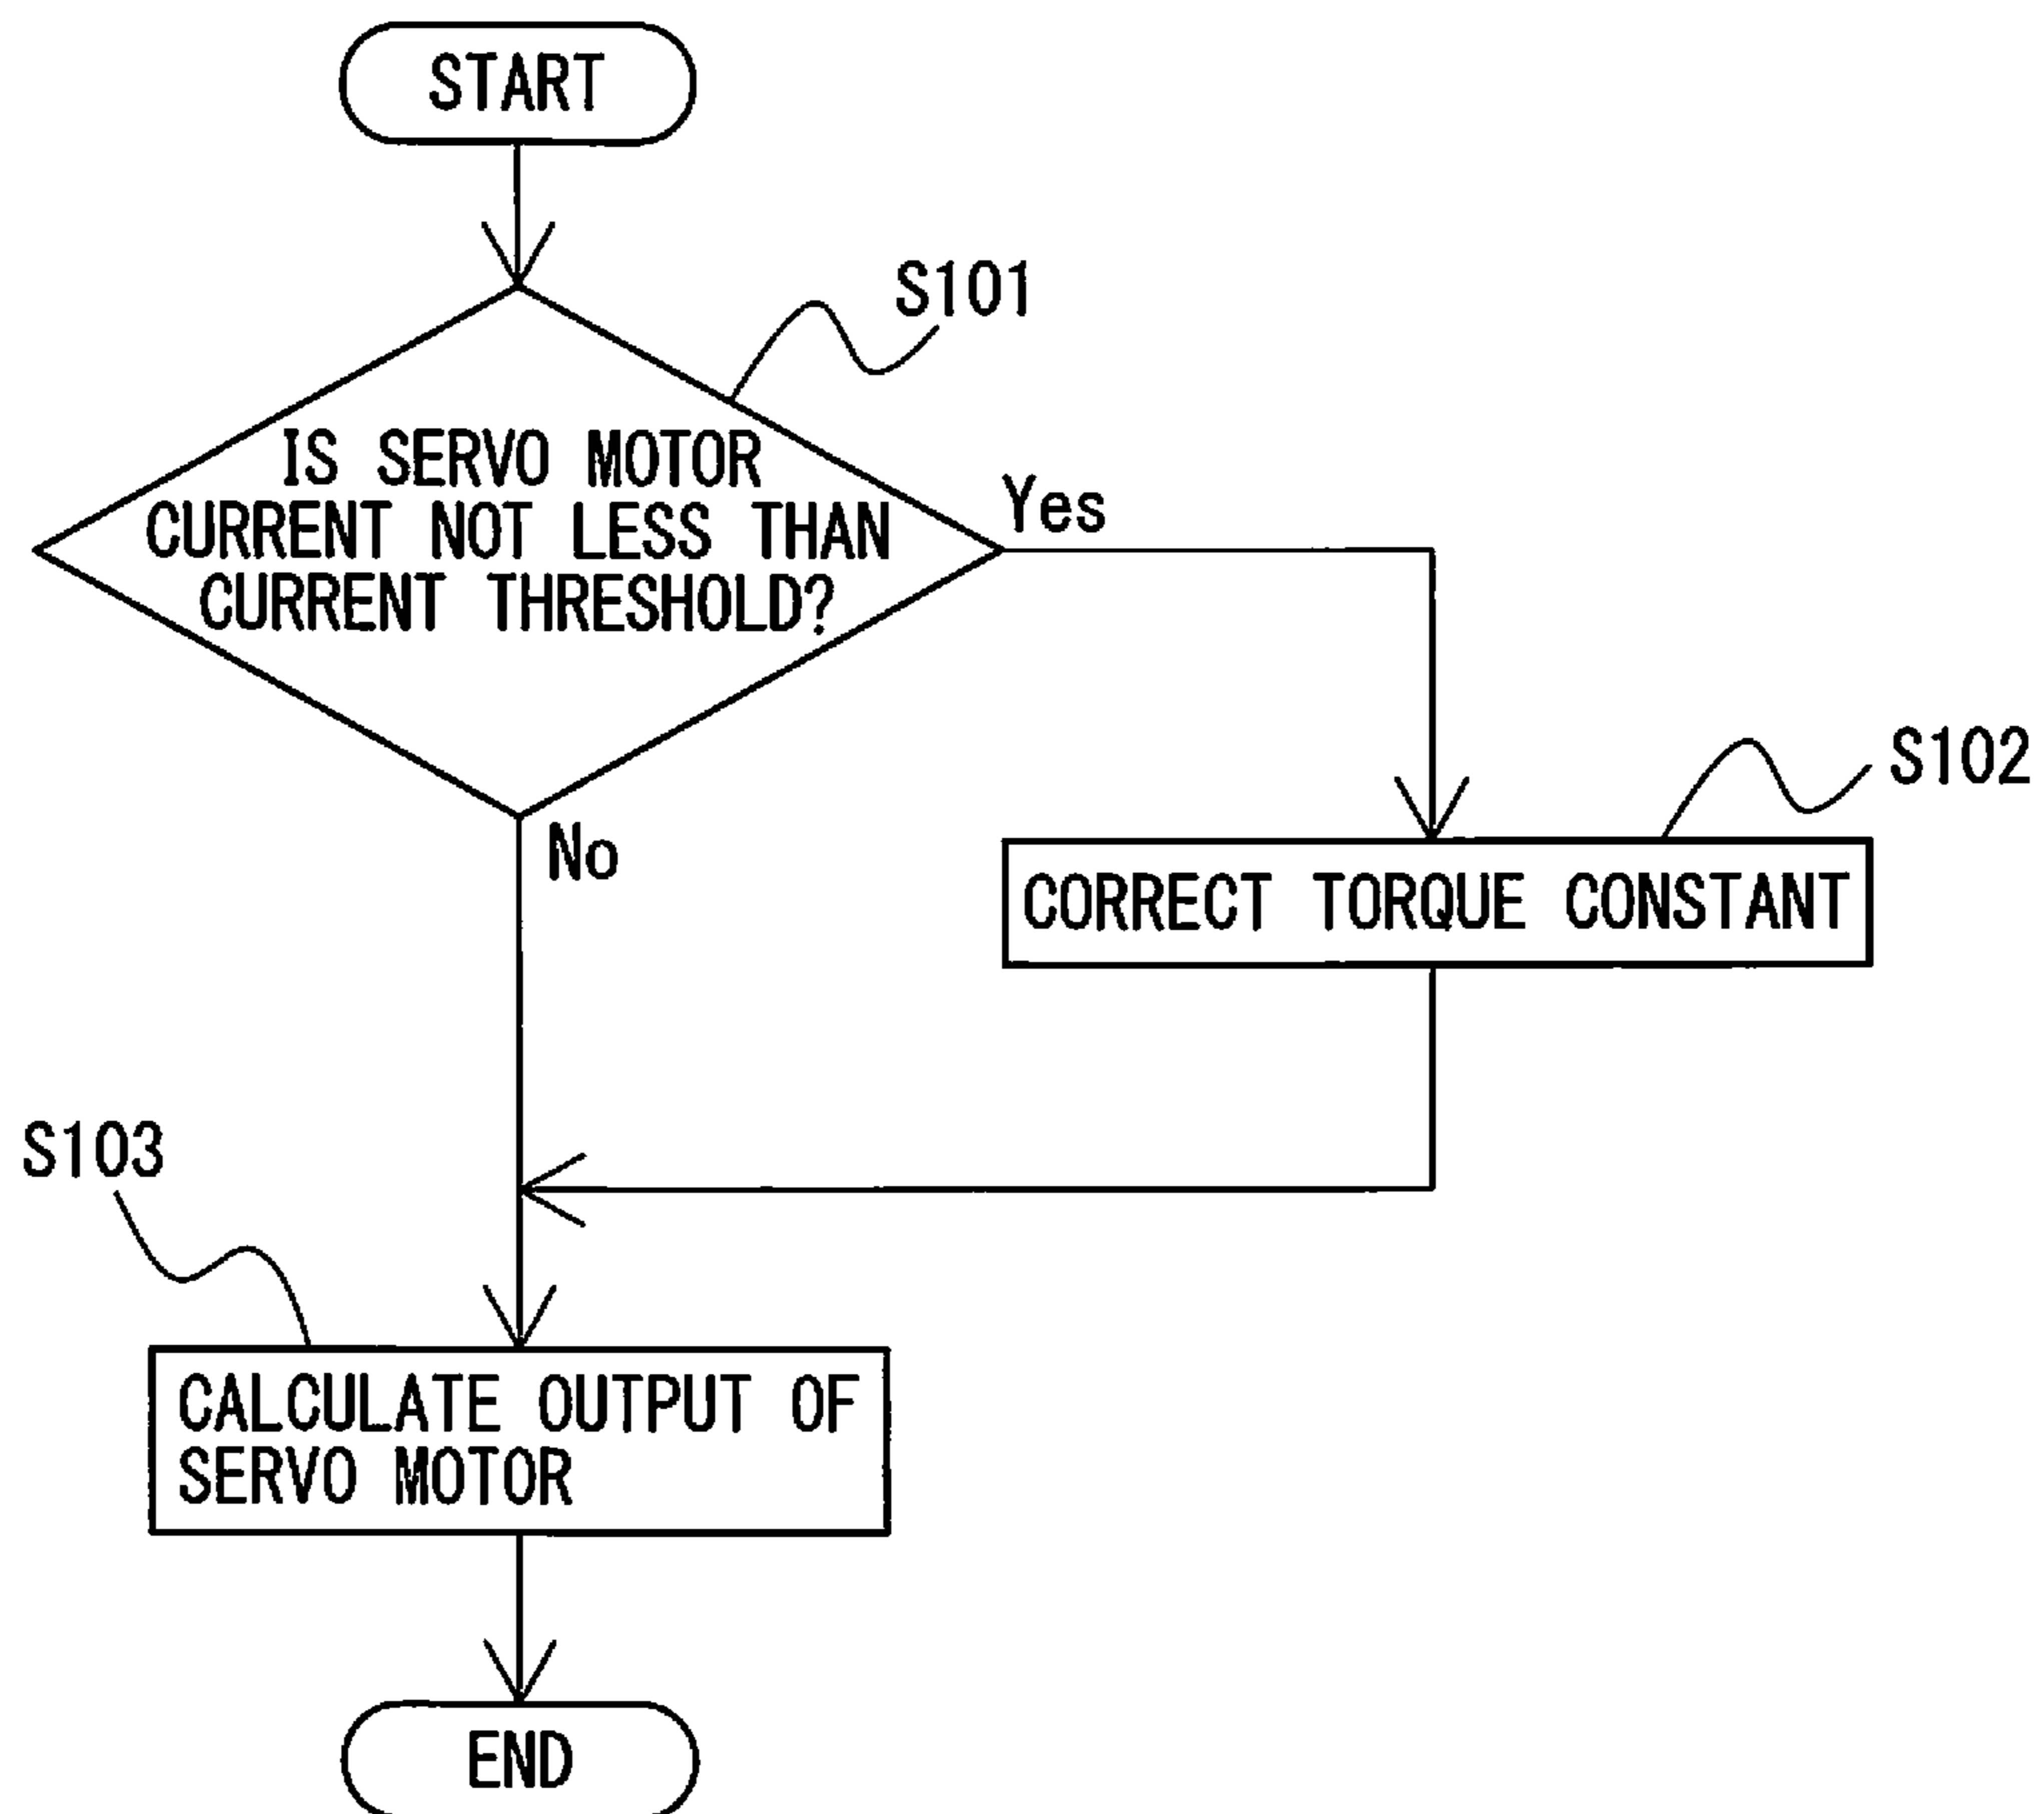 START
S101
IS SERVO MOTOR
CURRENT NOT LESS THAN
CURRENT THRESHOLD?
Yes
No
S102
CORRECT TORQUE CONSTANT
S103
CALCULATE OUTPUT OF
SERVO MOTOR
END